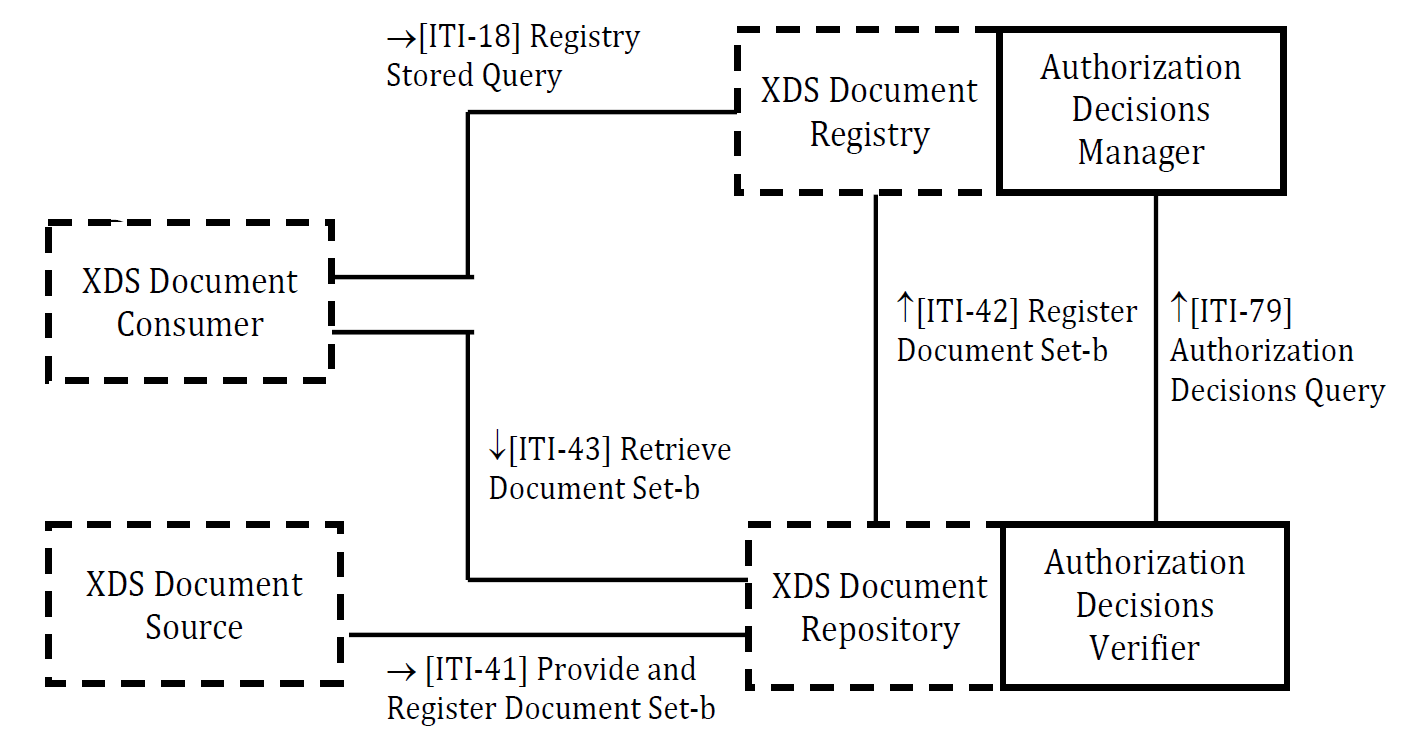 →[ITI-18] Registry
Stored Query
XDS Document
Registry
Authorization
Decisions
Manager
XDS Document
Consumer
↑[ITI-42] Register
Document Set-b
↑[ITI-79]
Authorization
Decisions Query
↓[ITI-43] Retrieve
Document Set-b
XDS Document
Source
XDS Document
Repository
Authorization
Decisions
Verifier
→ [ITI-41] Provide and
Register Document Set-b